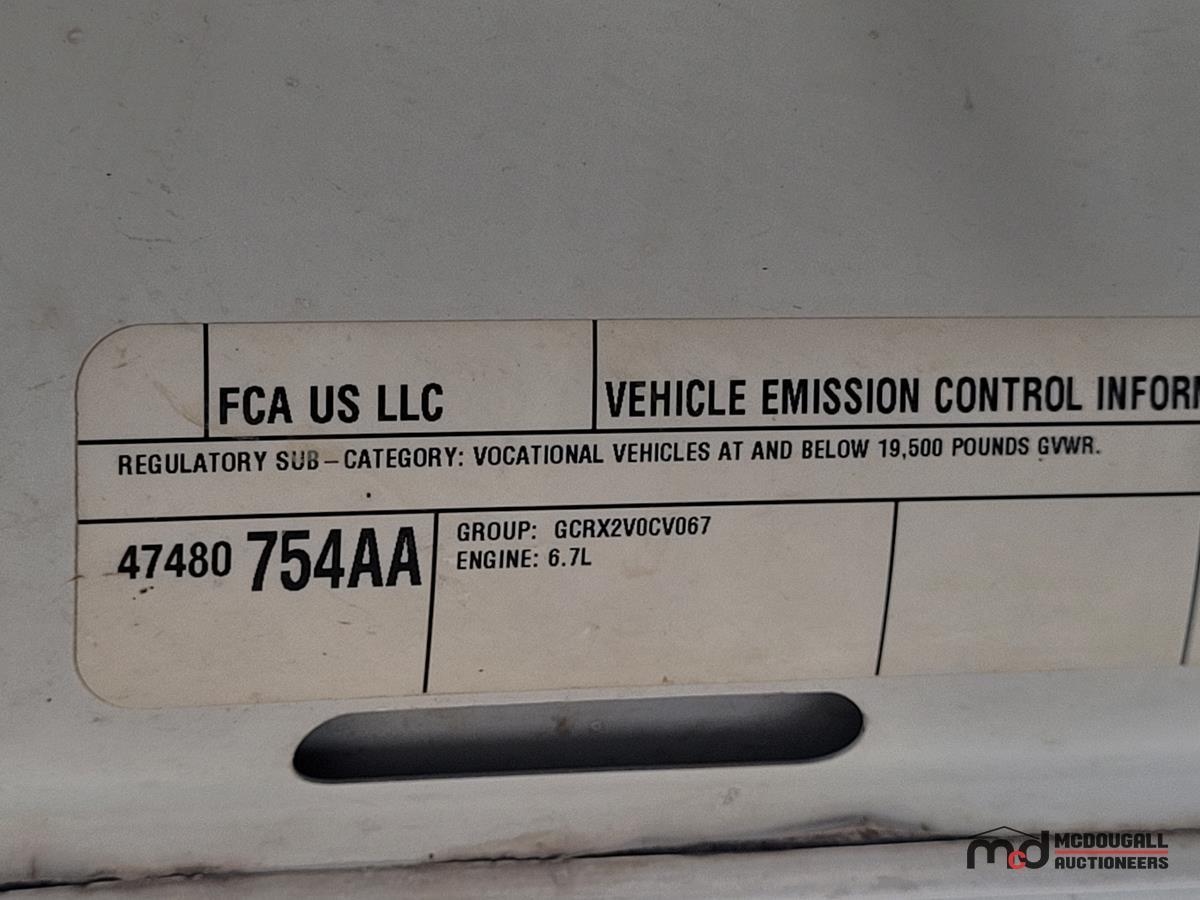 FCA US LLC
VEHICLE EMISSION CONTROL INFORM
REGULATORY SUB-CATEGORY: VOCATIONAL VEHICLES AT AND BELOW 19,500 POUNDS GVWR.
47480 754AA
GROUP: GCRX2V0CV067
ENGINE: 6.7L
mcd MCDOUGALL
AUCTIONEERS